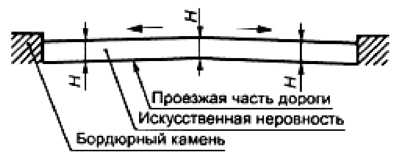 H
H
H
Проезжая часть дороги
Искусственная неровность
Бордюрный камень